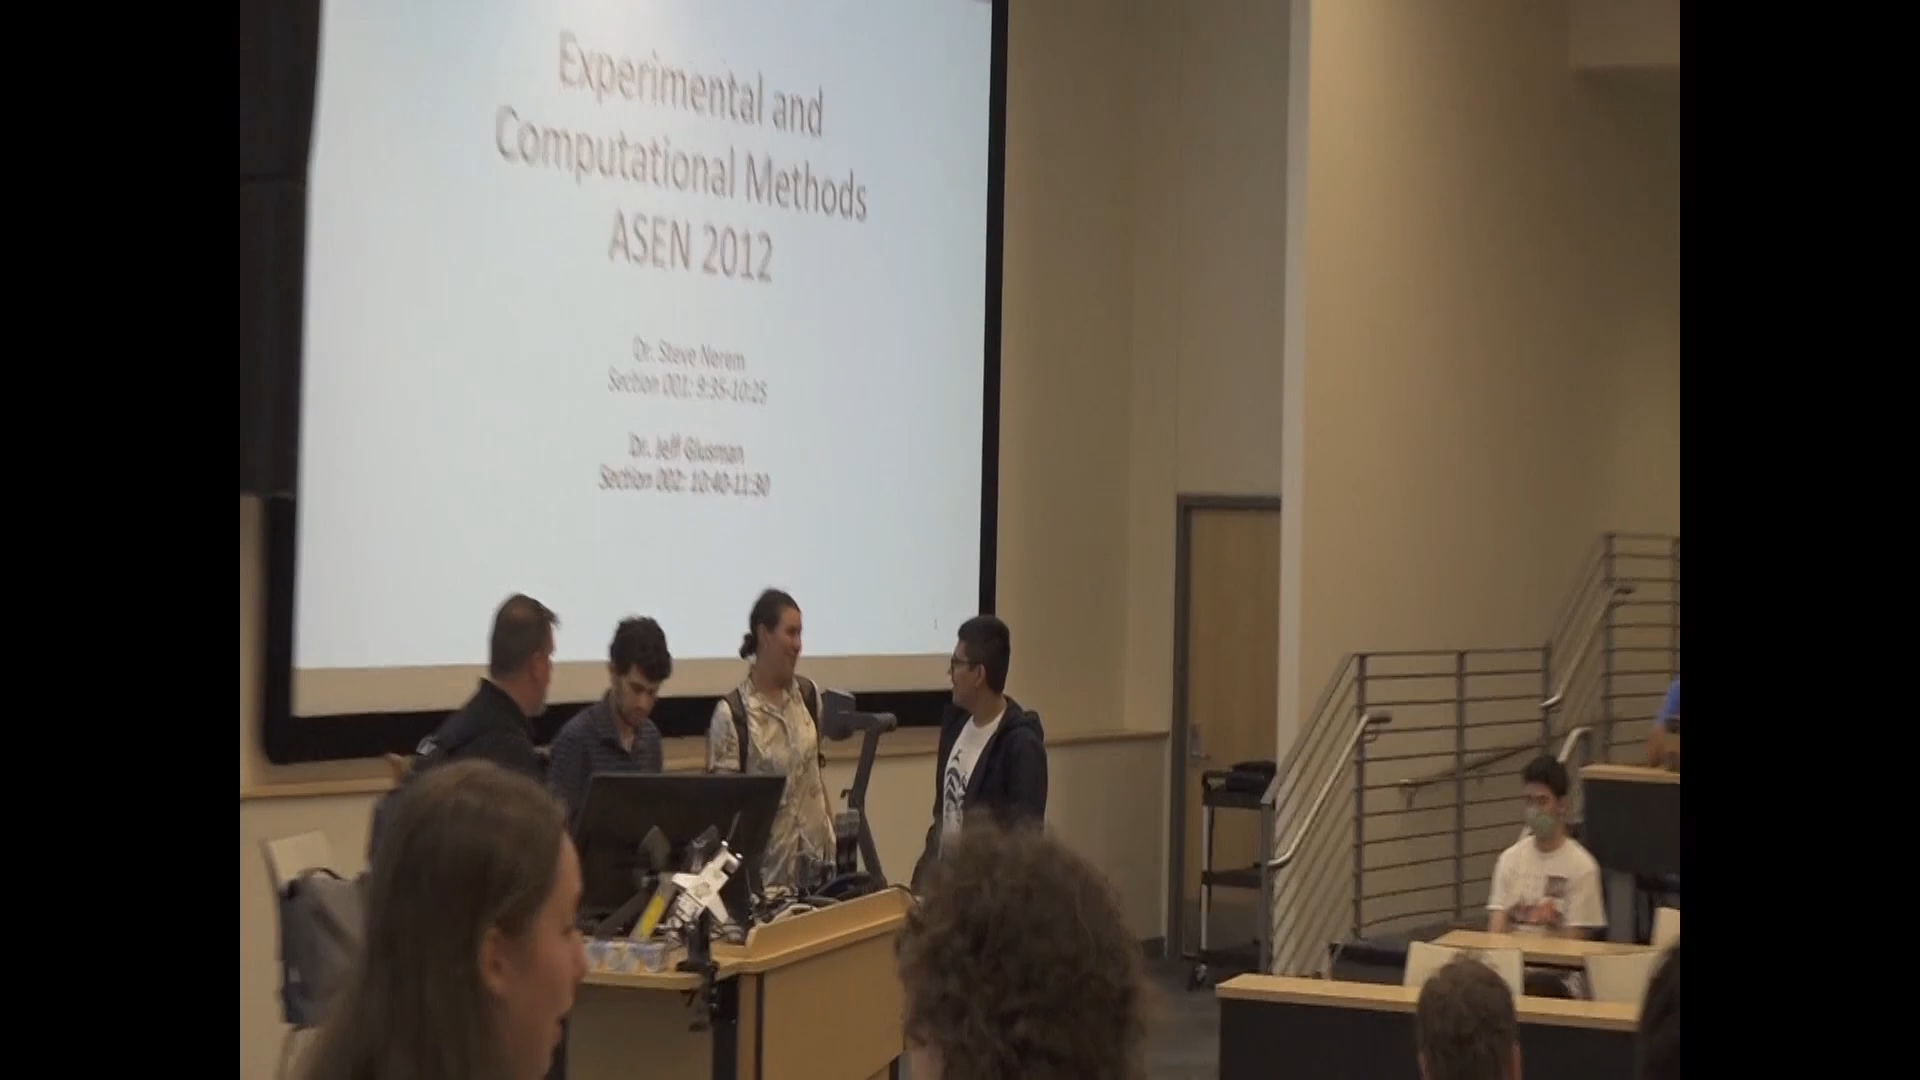 Experimental and
Computational Methods
ASEN 2012
Dr. Steve Nerem
Section 001: 9:35-10:25
Dr. Jeff Glusman
Section 002: 10:40-11:30
1